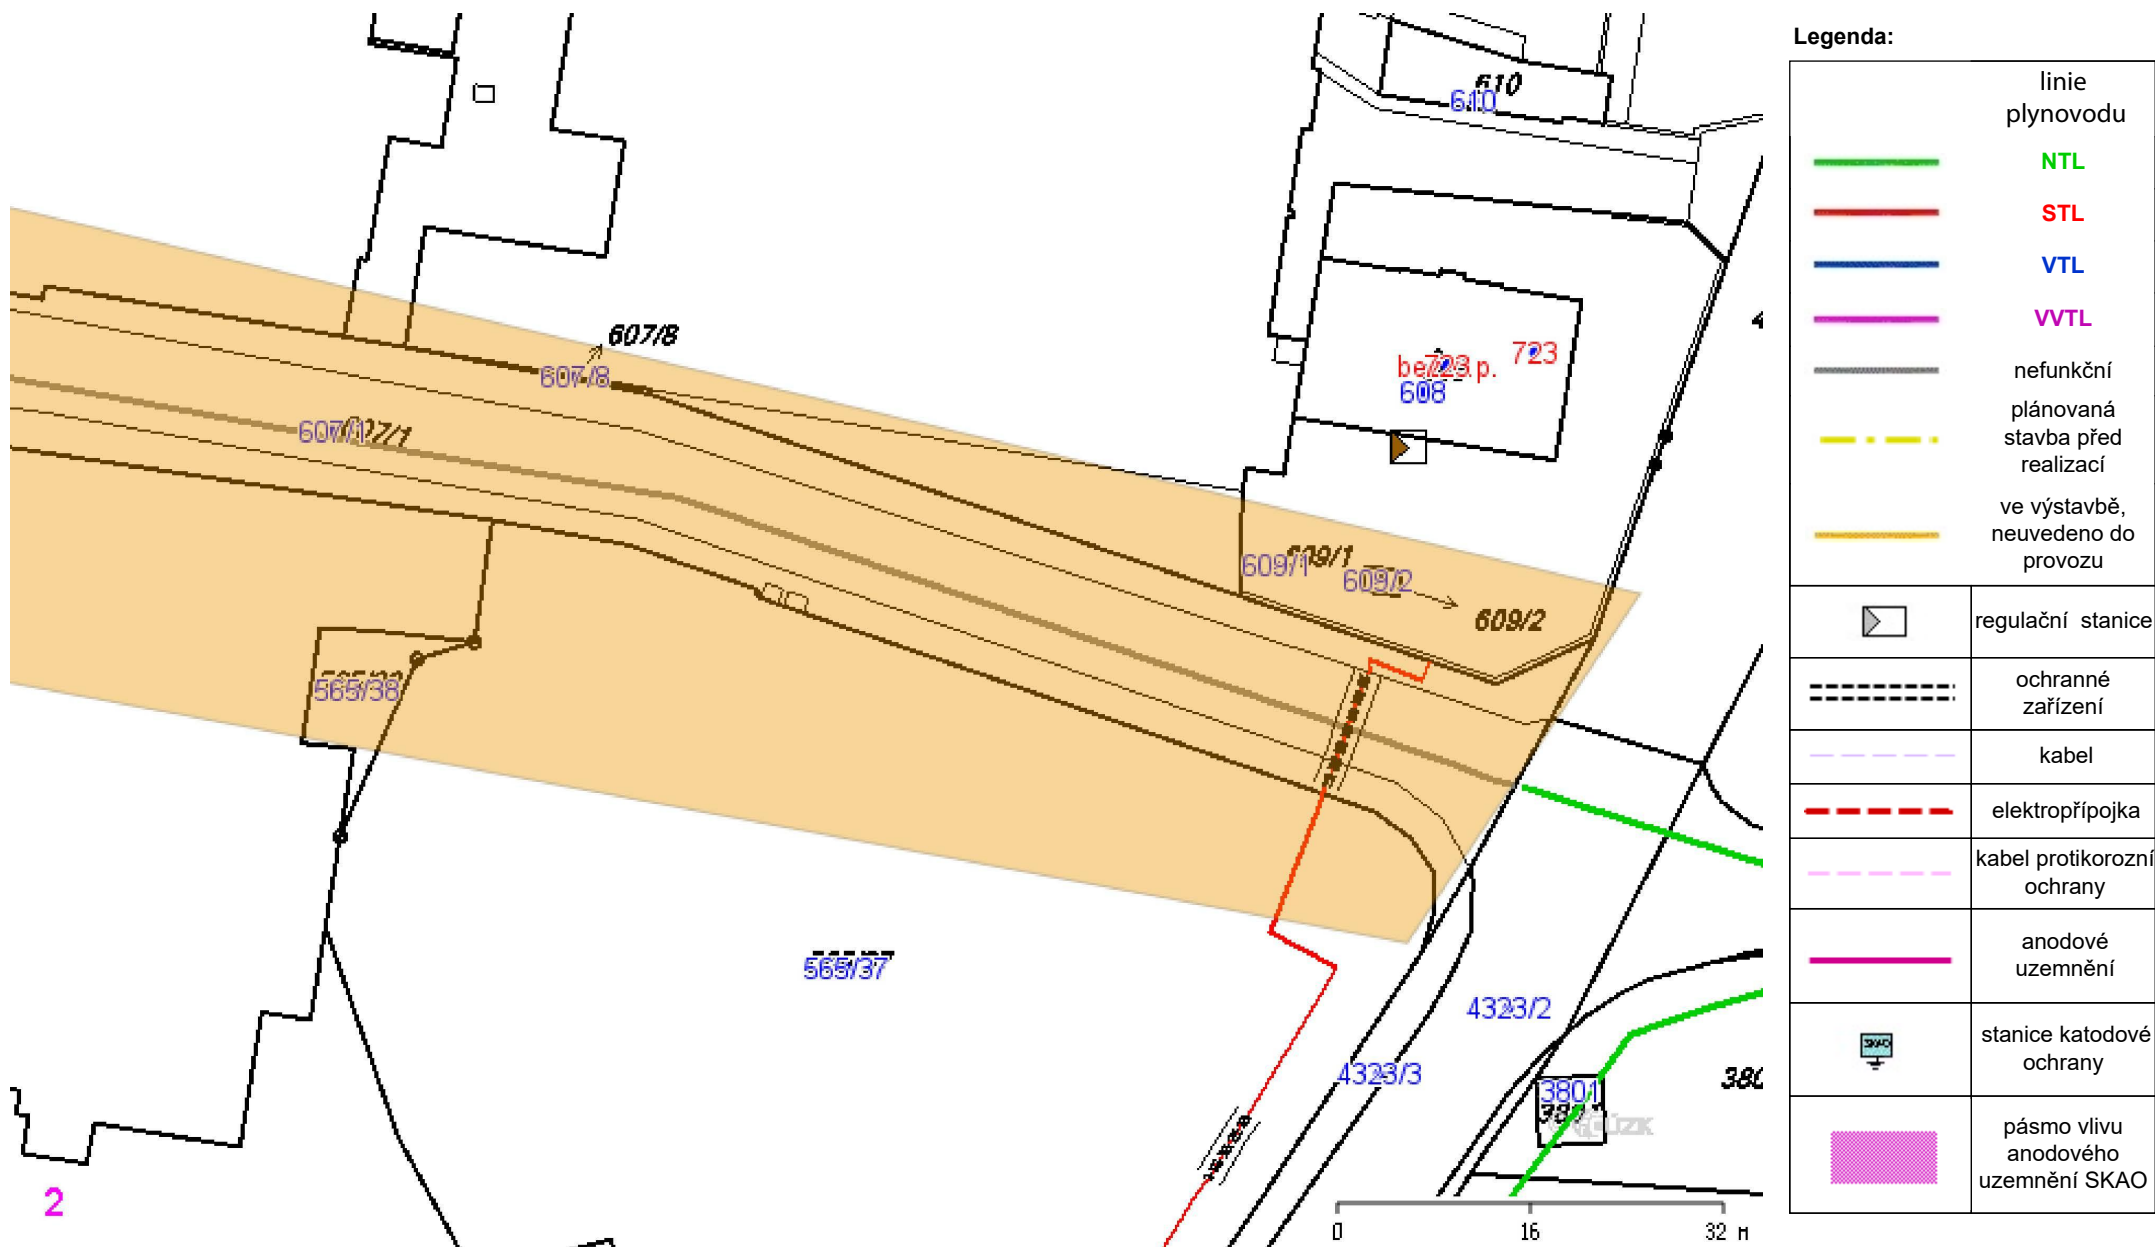 610
610
607/8
607/8
607/1
723
723
608
609/1
609/1
609/2
609/2
565/38
565/37
4323/2
4323/3
3801
380
2
0 16 32 m
Legenda:
linie
plynovodu
NTL
STL
VTL
VVTL
nefunkční
plánovaná
stavba před
realizací
ve výstavbě,
neuvedeno do
provozu
regulační stanice
ochranné
zařízení
kabel
elektropřípojka
kabel protikorozní
ochrany
anodové
uzemnění
SKAO
stanice katodové
ochrany
pásmo vlivu
anodového
uzemnění SKAO